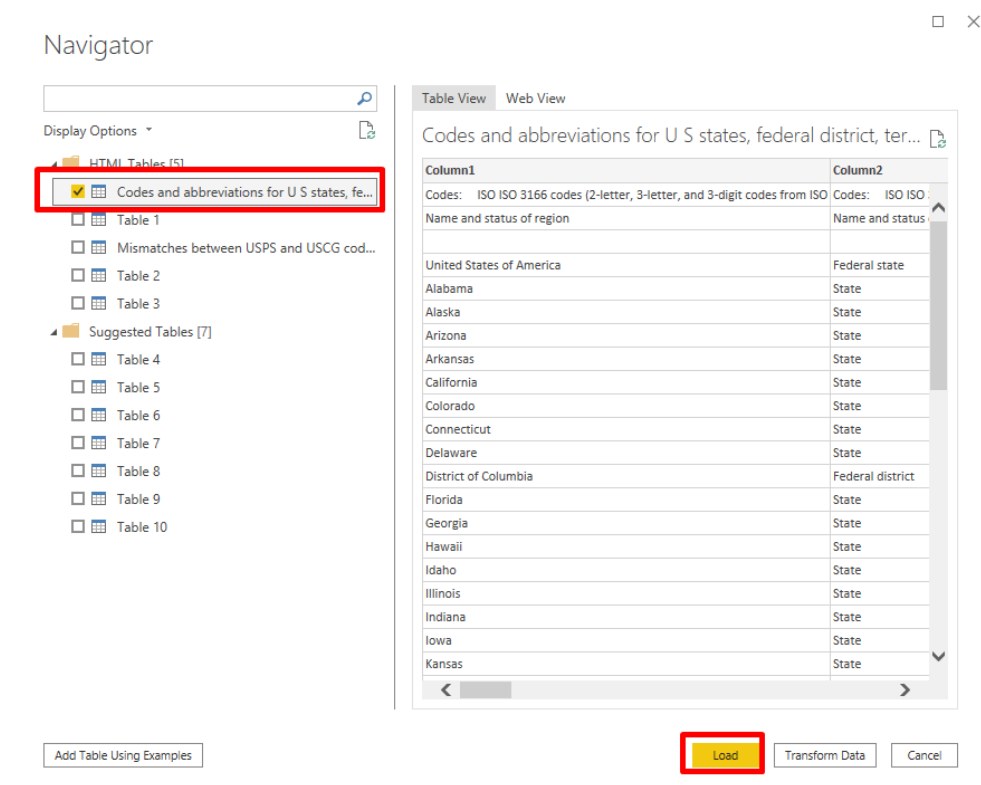 Navigator
Display Options
HTML Tables [5]
Codes and abbreviations for U S states, fe...
Table 1
Mismatches between USPS and USCG cod...
Table 2
Table 3
Suggested Tables [7]
Table 4
Table 5
Table 6
Table 7
Table 8
Table 9
Table 10
Table View Web View
Codes and abbreviations for U S states, federal district, ter...
Column1 Column2
Codes: ISO ISO 3166 codes (2-letter, 3-letter, and 3-digit codes from ISO Codes: ISO ISO
Name and status of region Name and status
United States of America Federal state
Alabama State
Alaska State
Arizona State
Arkansas State
California State
Colorado State
Connecticut State
Delaware State
District of Columbia Federal district
Florida State
Georgia State
Hawaii State
Idaho State
Illinois State
Indiana State
Iowa State
Kansas State
Add Table Using Examples Load Transform Data Cancel